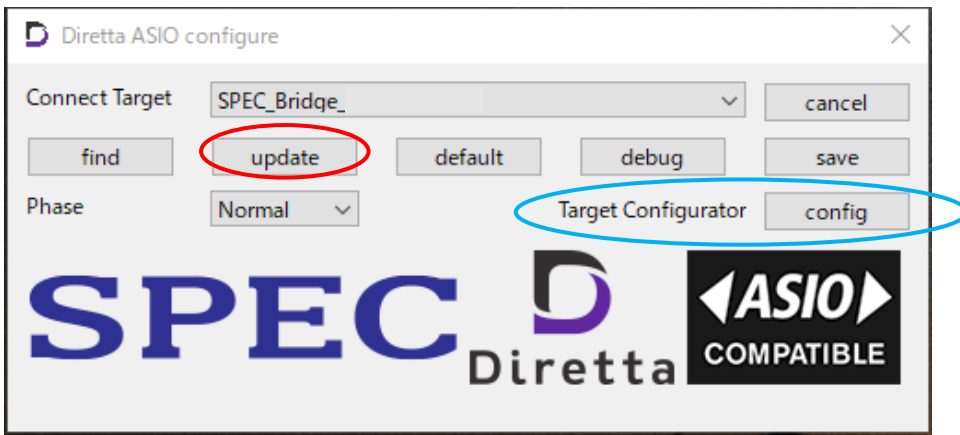 Diretta ASIO configure
Connect Target SPEC_Bridge_ cancel
find update default debug save
Phase Normal Target Configurator config
SPEC Diretta ASIO COMPATIBLE